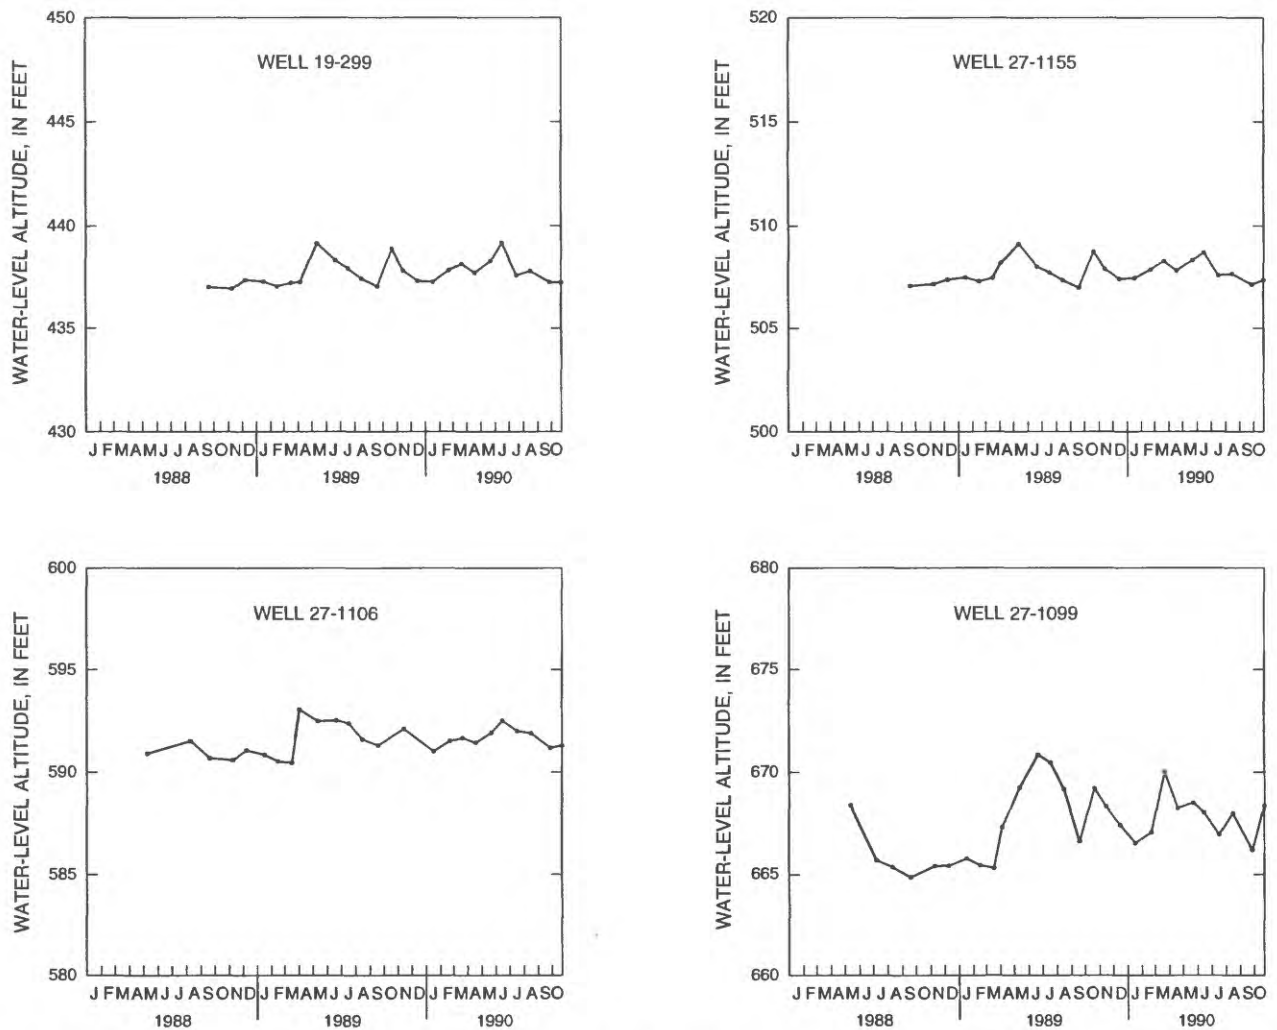 WATER-LEVEL ALTITUDE, IN FEET
450
445
440
435
430
WELL 19-299
J FMAMJ J ASOND J FMAMJ J ASOND J FMAMJ J ASO
1988 1989 1990
WATER-LEVEL ALTITUDE, IN FEET
520
515
510
505
500
WELL 27-1155
J FMAMJ J ASOND J FMAMJ J ASOND J FMAMJ J ASO
1988 1989 1990
WATER-LEVEL ALTITUDE, IN FEET
600
595
590
585
580
WELL 27-1106
J FMAMJ J ASOND J FMAMJ J ASOND J FMAMJ J ASO
1988 1989 1990
WATER-LEVEL ALTITUDE, IN FEET
680
675
670
665
660
WELL 27-1099
J FMAMJ J ASOND J FMAMJ J ASOND J FMAMJ J ASO
1988 1989 1990